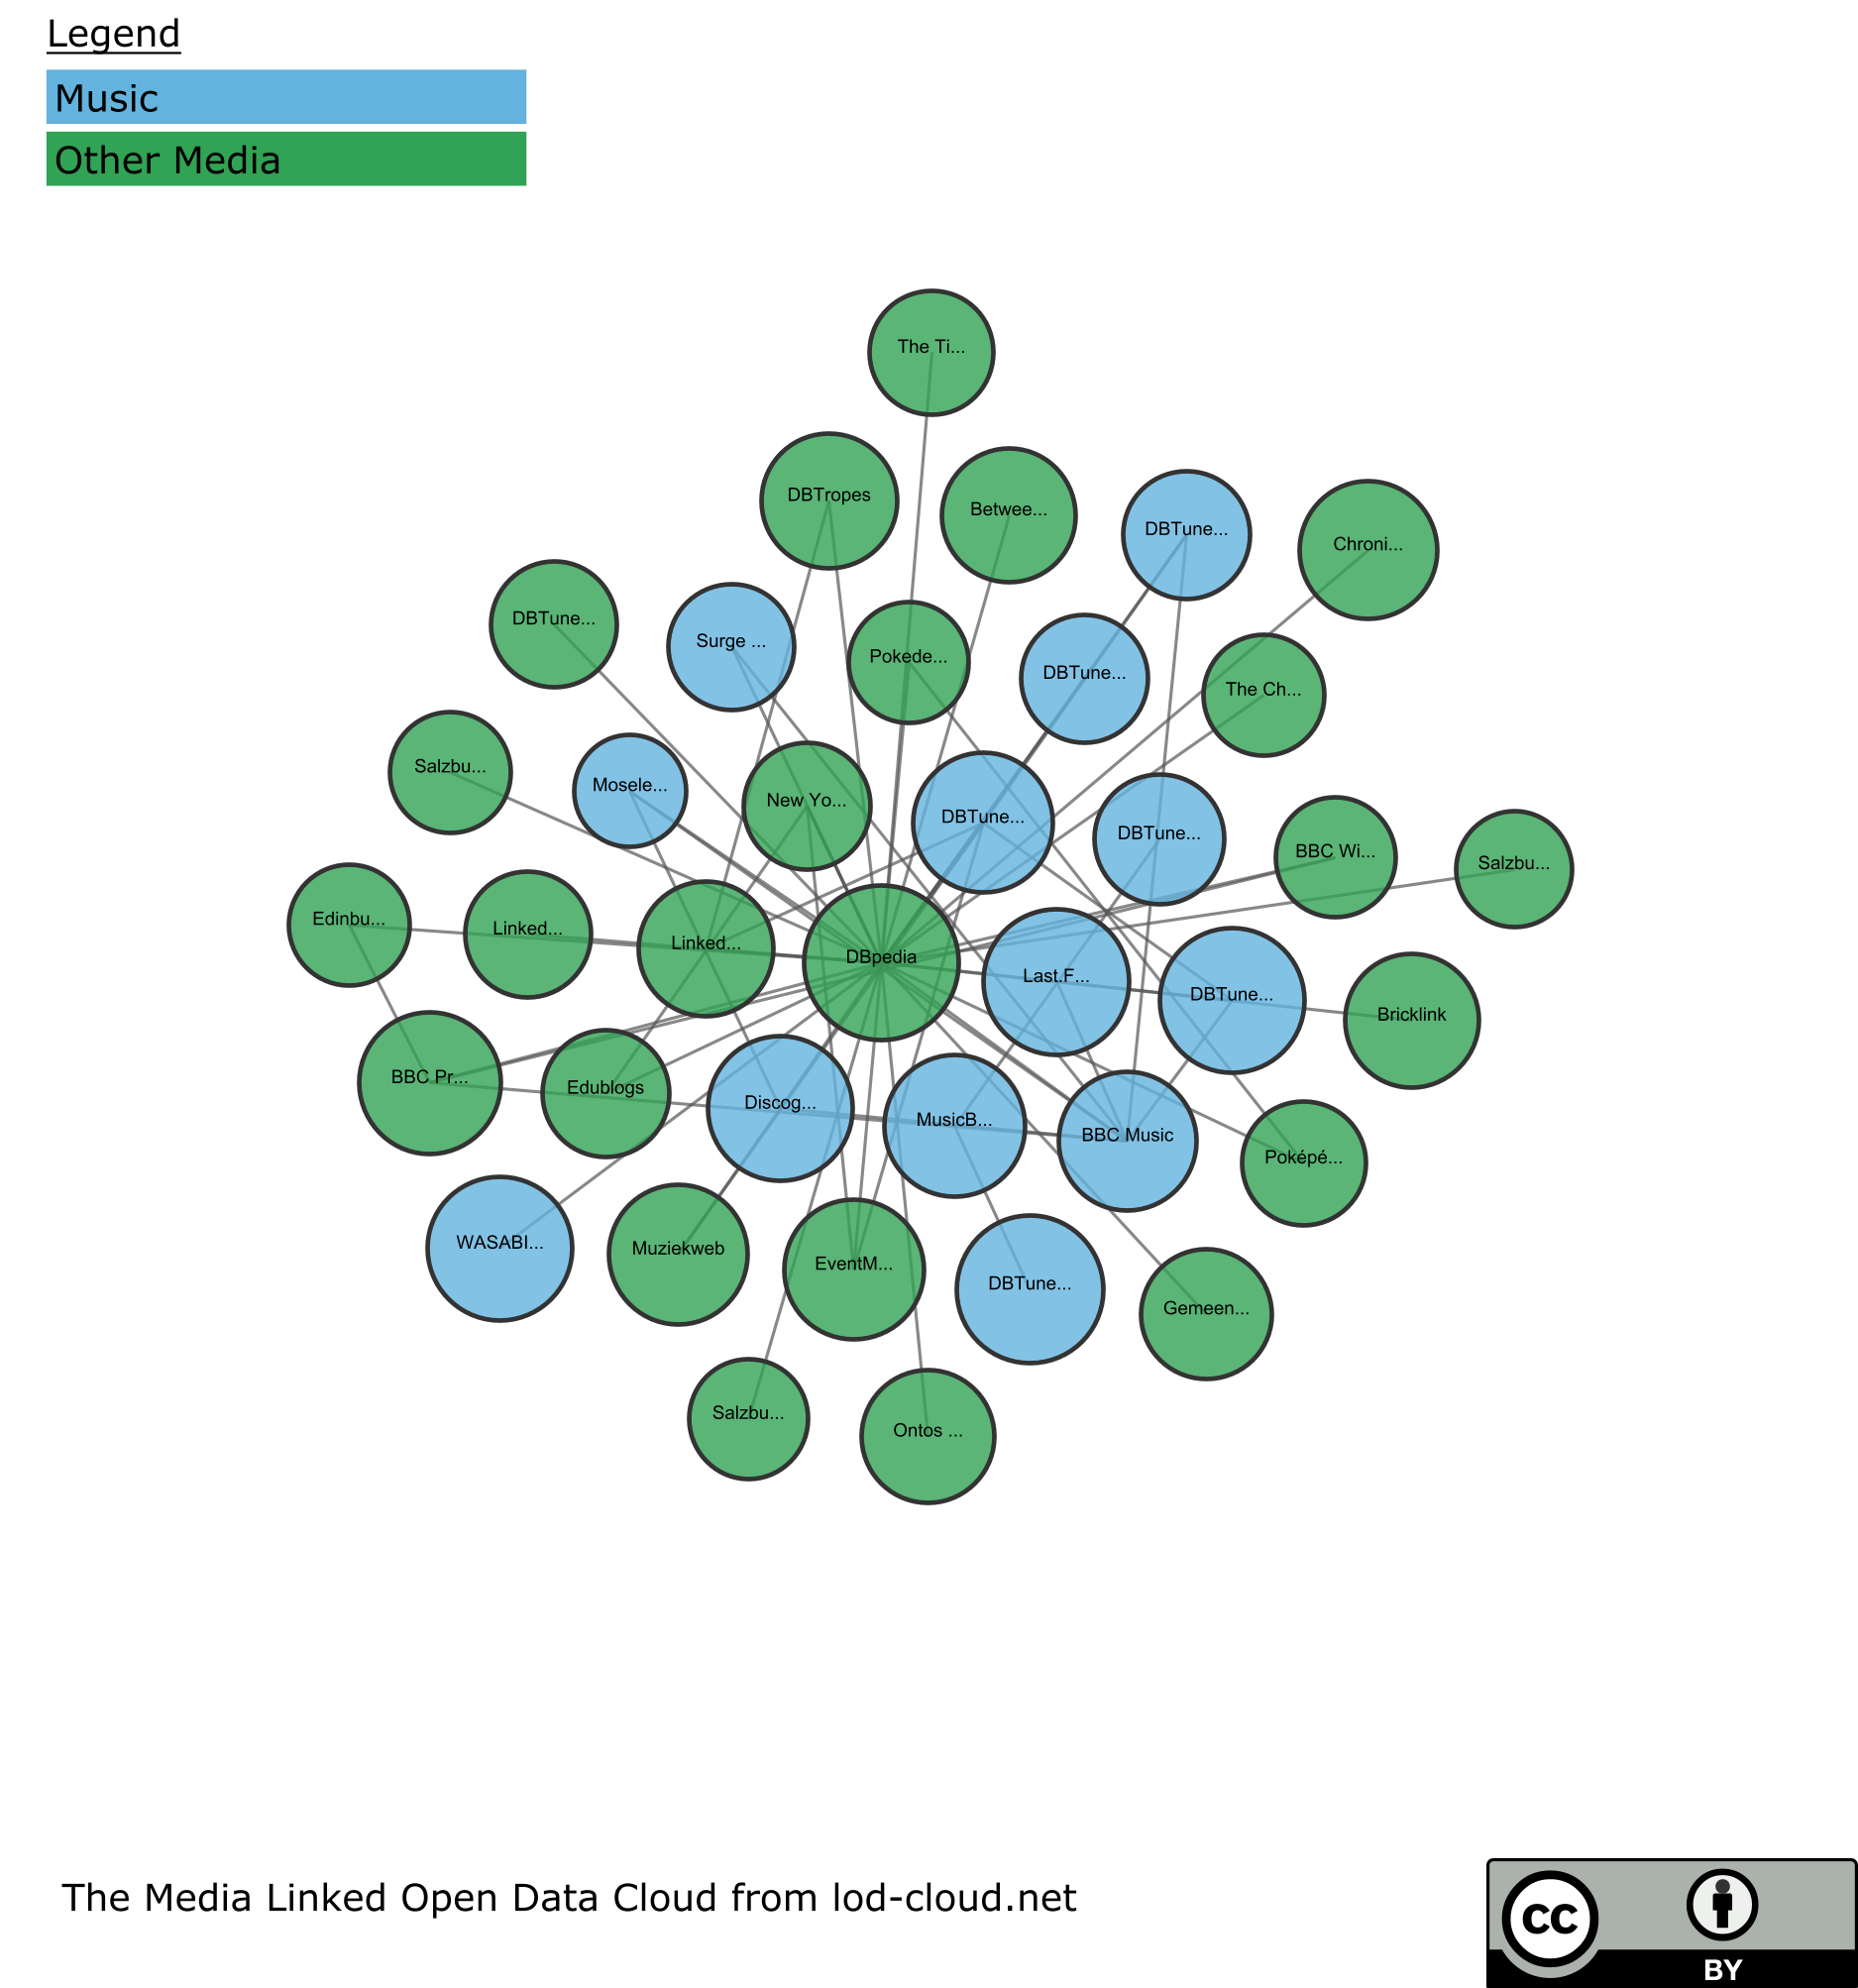 Legend
Music
Other Media
The Ti...
DBTropes
Betwee...
DBTune...
Chroni...
DBTune...
Surge ...
Pokede...
DBTune...
The Ch...
Salzbu...
Mosele...
New Yo...
DBTune...
DBTune...
BBC Wi...
Salzbu...
Edinbu...
Linked...
Linked...
DBpedia
Last.F...
DBTune...
Bricklink
BBC Pr...
Edublogs
Discog...
MusicB...
BBC Music
Poképé...
WASABI...
Muziekweb
EventM...
DBTune...
Gemeen...
Salzbu...
Ontos ...
The Media Linked Open Data Cloud from lod-cloud.net
cc
BY